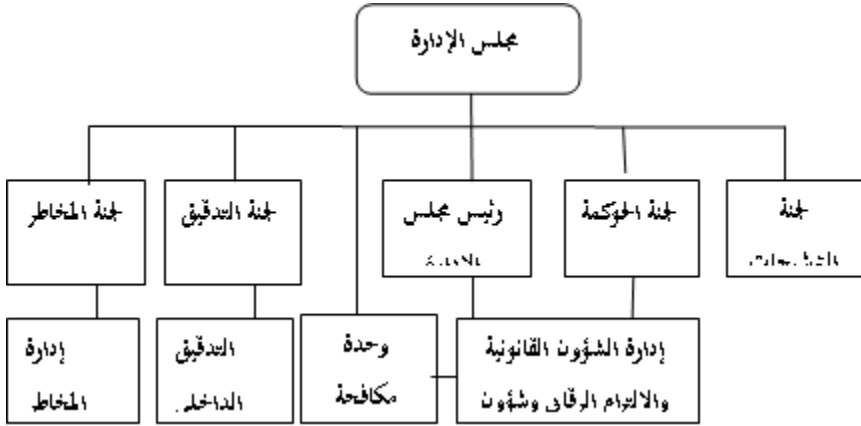 مجلس الإدارة
لجنة
لجنة الحوكمة
رئيس مجلس
لجنة التدقيق
لجنة المخاطر
إدارة الشؤون القانونية
والالتزام الرقابي وشؤون
وحدة
مكافحة
التدقيق
الداخلي
إدارة
المخاطر